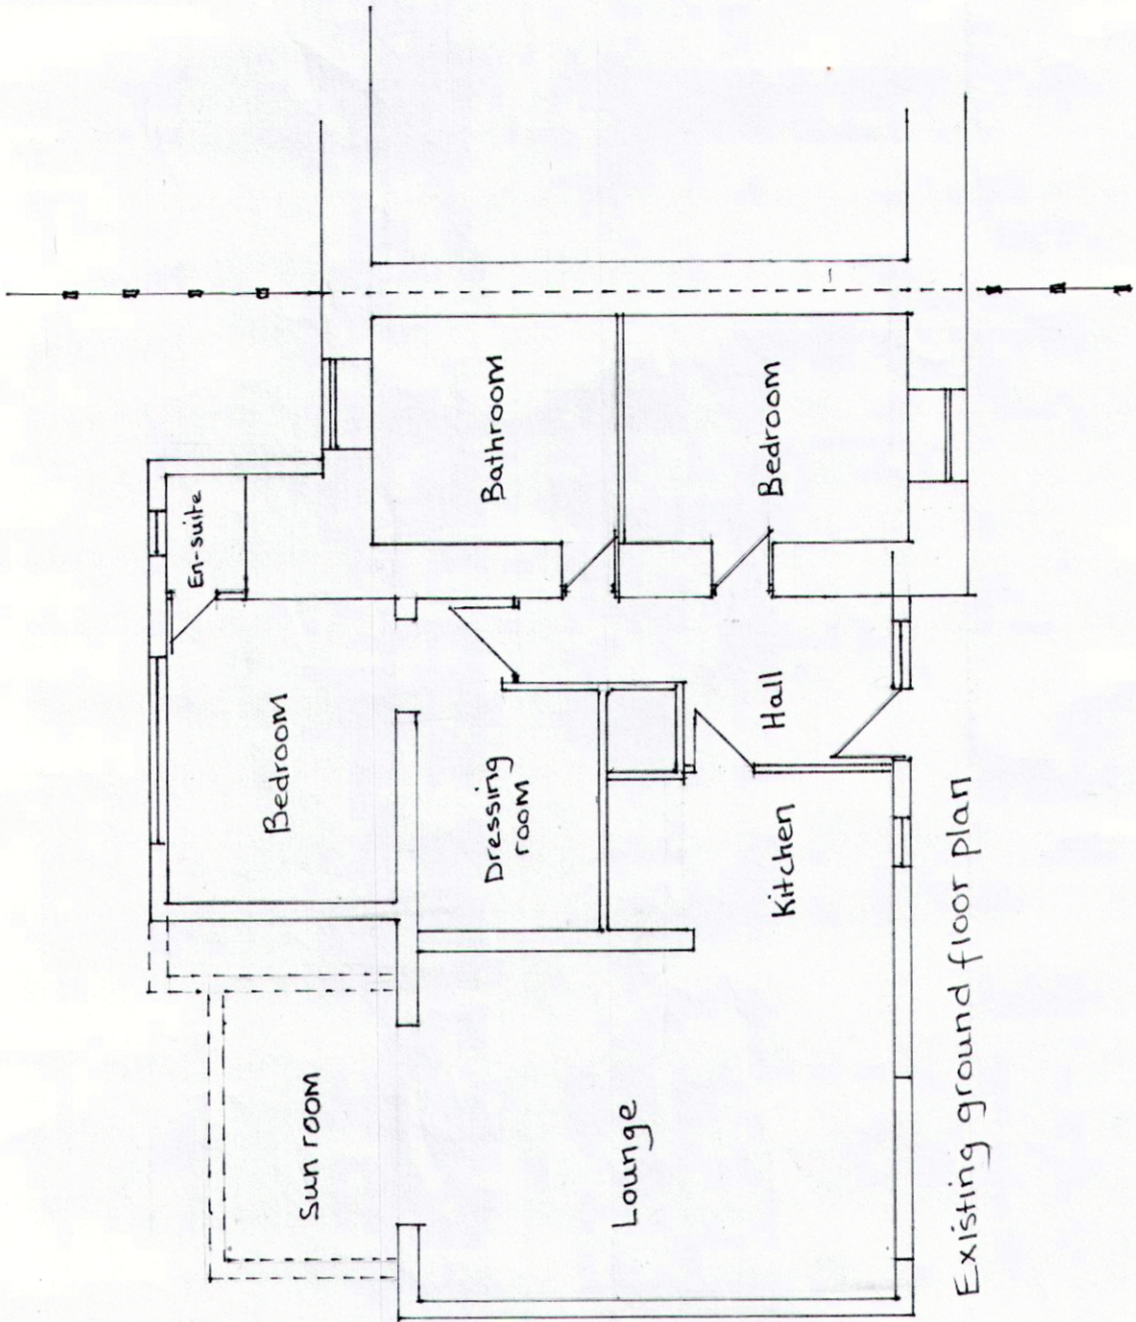 En-suite
Bedroom
Bathroom
Bedroom
Dressing
room
Hall
Kitchen
Sun room
Lounge
Existing ground floor plan